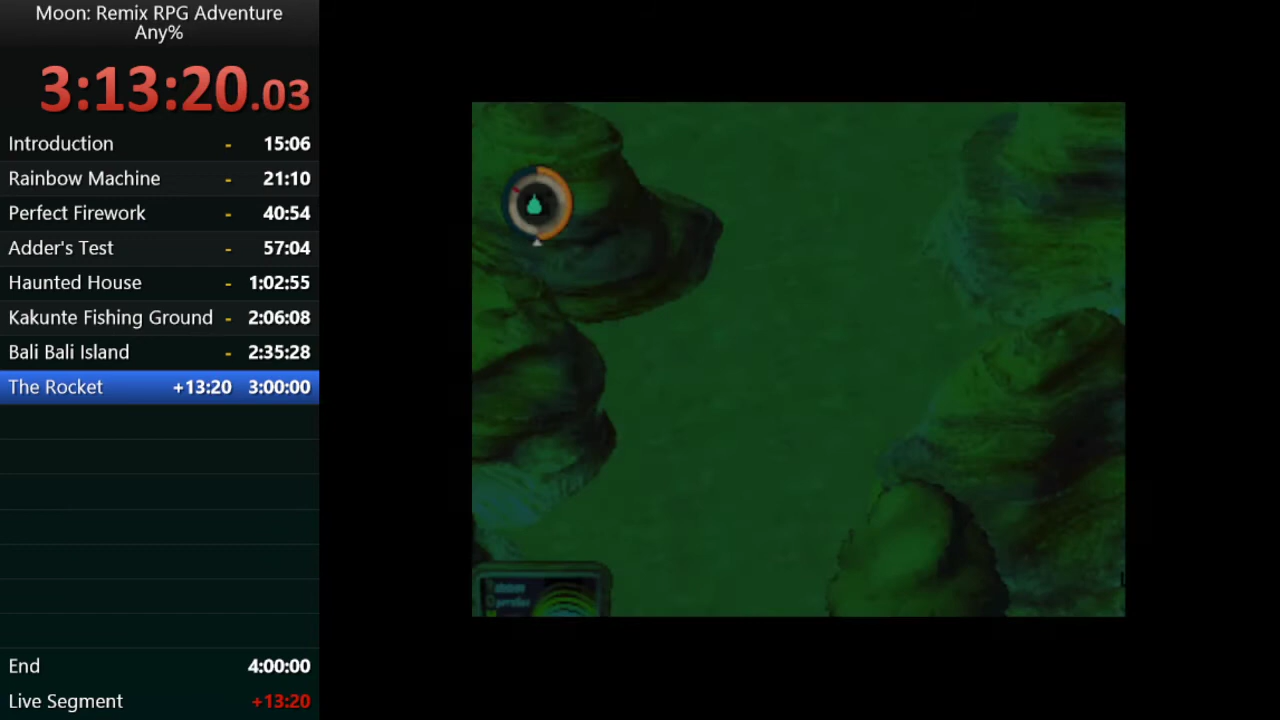 Moon: Remix RPG Adventure
Any%
3:13:20.03
Introduction - 15:06
Rainbow Machine - 21:10
Perfect Firework - 40:54
Adder's Test - 57:04
Haunted House - 1:02:55
Kakunte Fishing Ground - 2:06:08
Bali Bali Island - 2:35:28
The Rocket +13:20 3:00:00
End 4:00:00
Live Segment +13:20